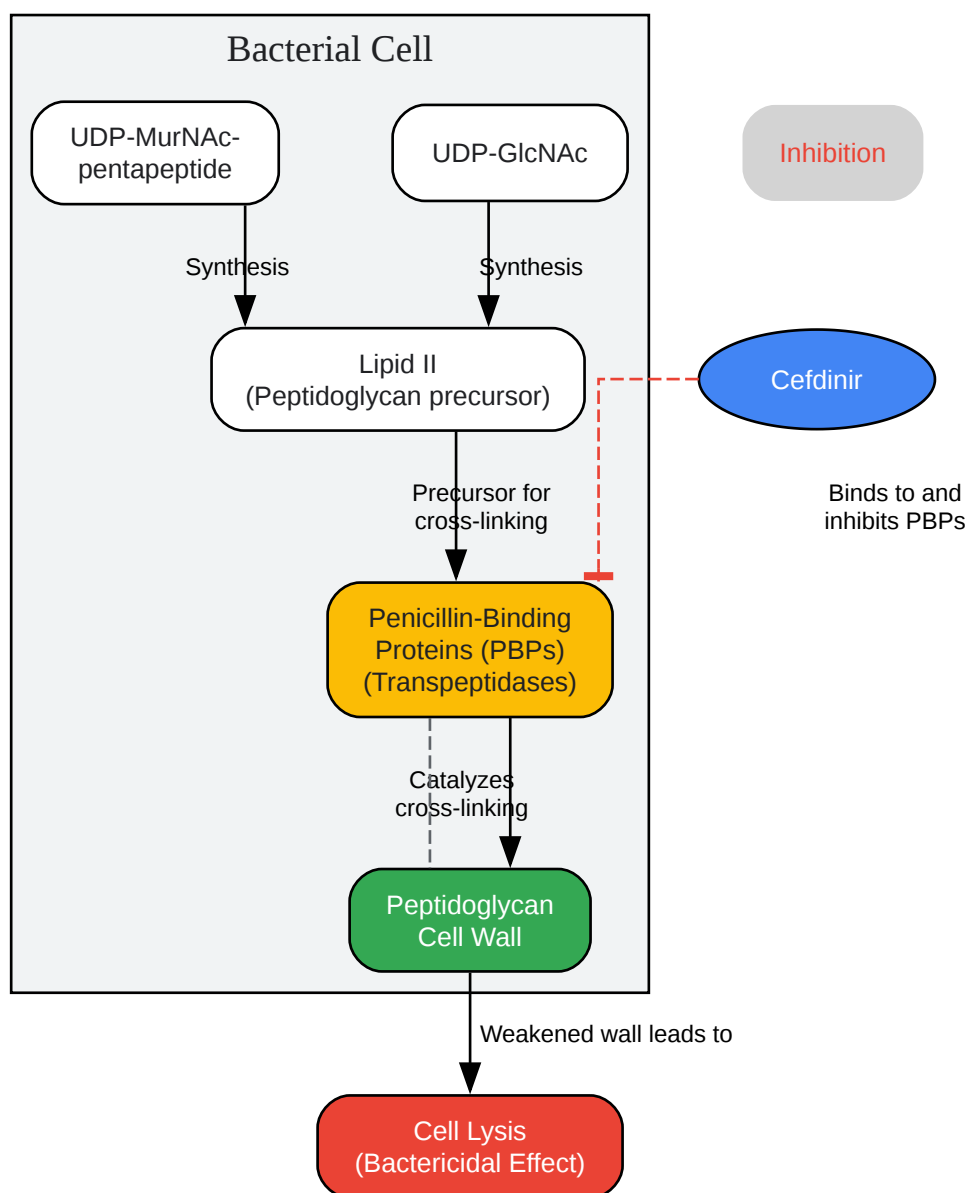 Bacterial Cell
UDP-MurNAc-
pentapeptide
UDP-GlcNAc
Inhibition
Synthesis
Synthesis
Lipid II
(Peptidoglycan precursor)
Cefdinir
Precursor for
cross-linking
Binds to and
inhibits PBPs
Penicillin-Binding
Proteins (PBPs)
(Transpeptidases)
Catalyzes
cross-linking
Peptidoglycan
Cell Wall
Weakened wall leads to
Cell Lysis
(Bactericidal Effect)